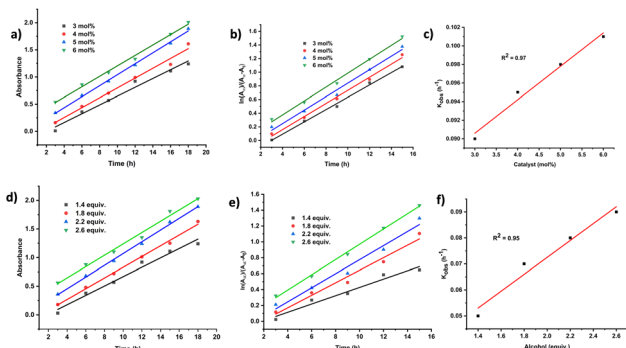 a)
3 mol%
4 mol%
5 mol%
6 mol%
Absorbance
2.0
1.5
1.0
0.5
0.0
2 4 6 8 10 12 14 16 18 20
Time (h)
b)
3 mol%
4 mol%
5 mol%
6 mol%
1.6
1.4
1.2
1.0
0.8
0.6
0.4
0.2
0.0
4 6 8 10 12 14 16
Time (h)
c)
R² = 0.97
K_obs (h⁻¹)
0.102
0.100
0.098
0.096
0.094
0.092
0.090
3.0 3.5 4.0 4.5 5.0 5.5 6.0
Catalyst (mol%)
d)
1.4 equiv.
1.8 equiv.
2.2 equiv.
2.6 equiv.
Absorbance
2.0
1.5
1.0
0.5
0.0
2 4 6 8 10 12 14 16 18 20
Time (h)
e)
1.4 equiv.
1.8 equiv.
2.2 equiv.
2.6 equiv.
1.6
1.4
1.2
1.0
0.8
0.6
0.4
0.2
0.0
4 6 8 10 12 14 16
Time (h)
f)
R² = 0.95
K_obs (h⁻¹)
0.09
0.08
0.07
0.06
0.05
1.4 1.6 1.8 2.0 2.2 2.4 2.6
Alcohol (equiv.)